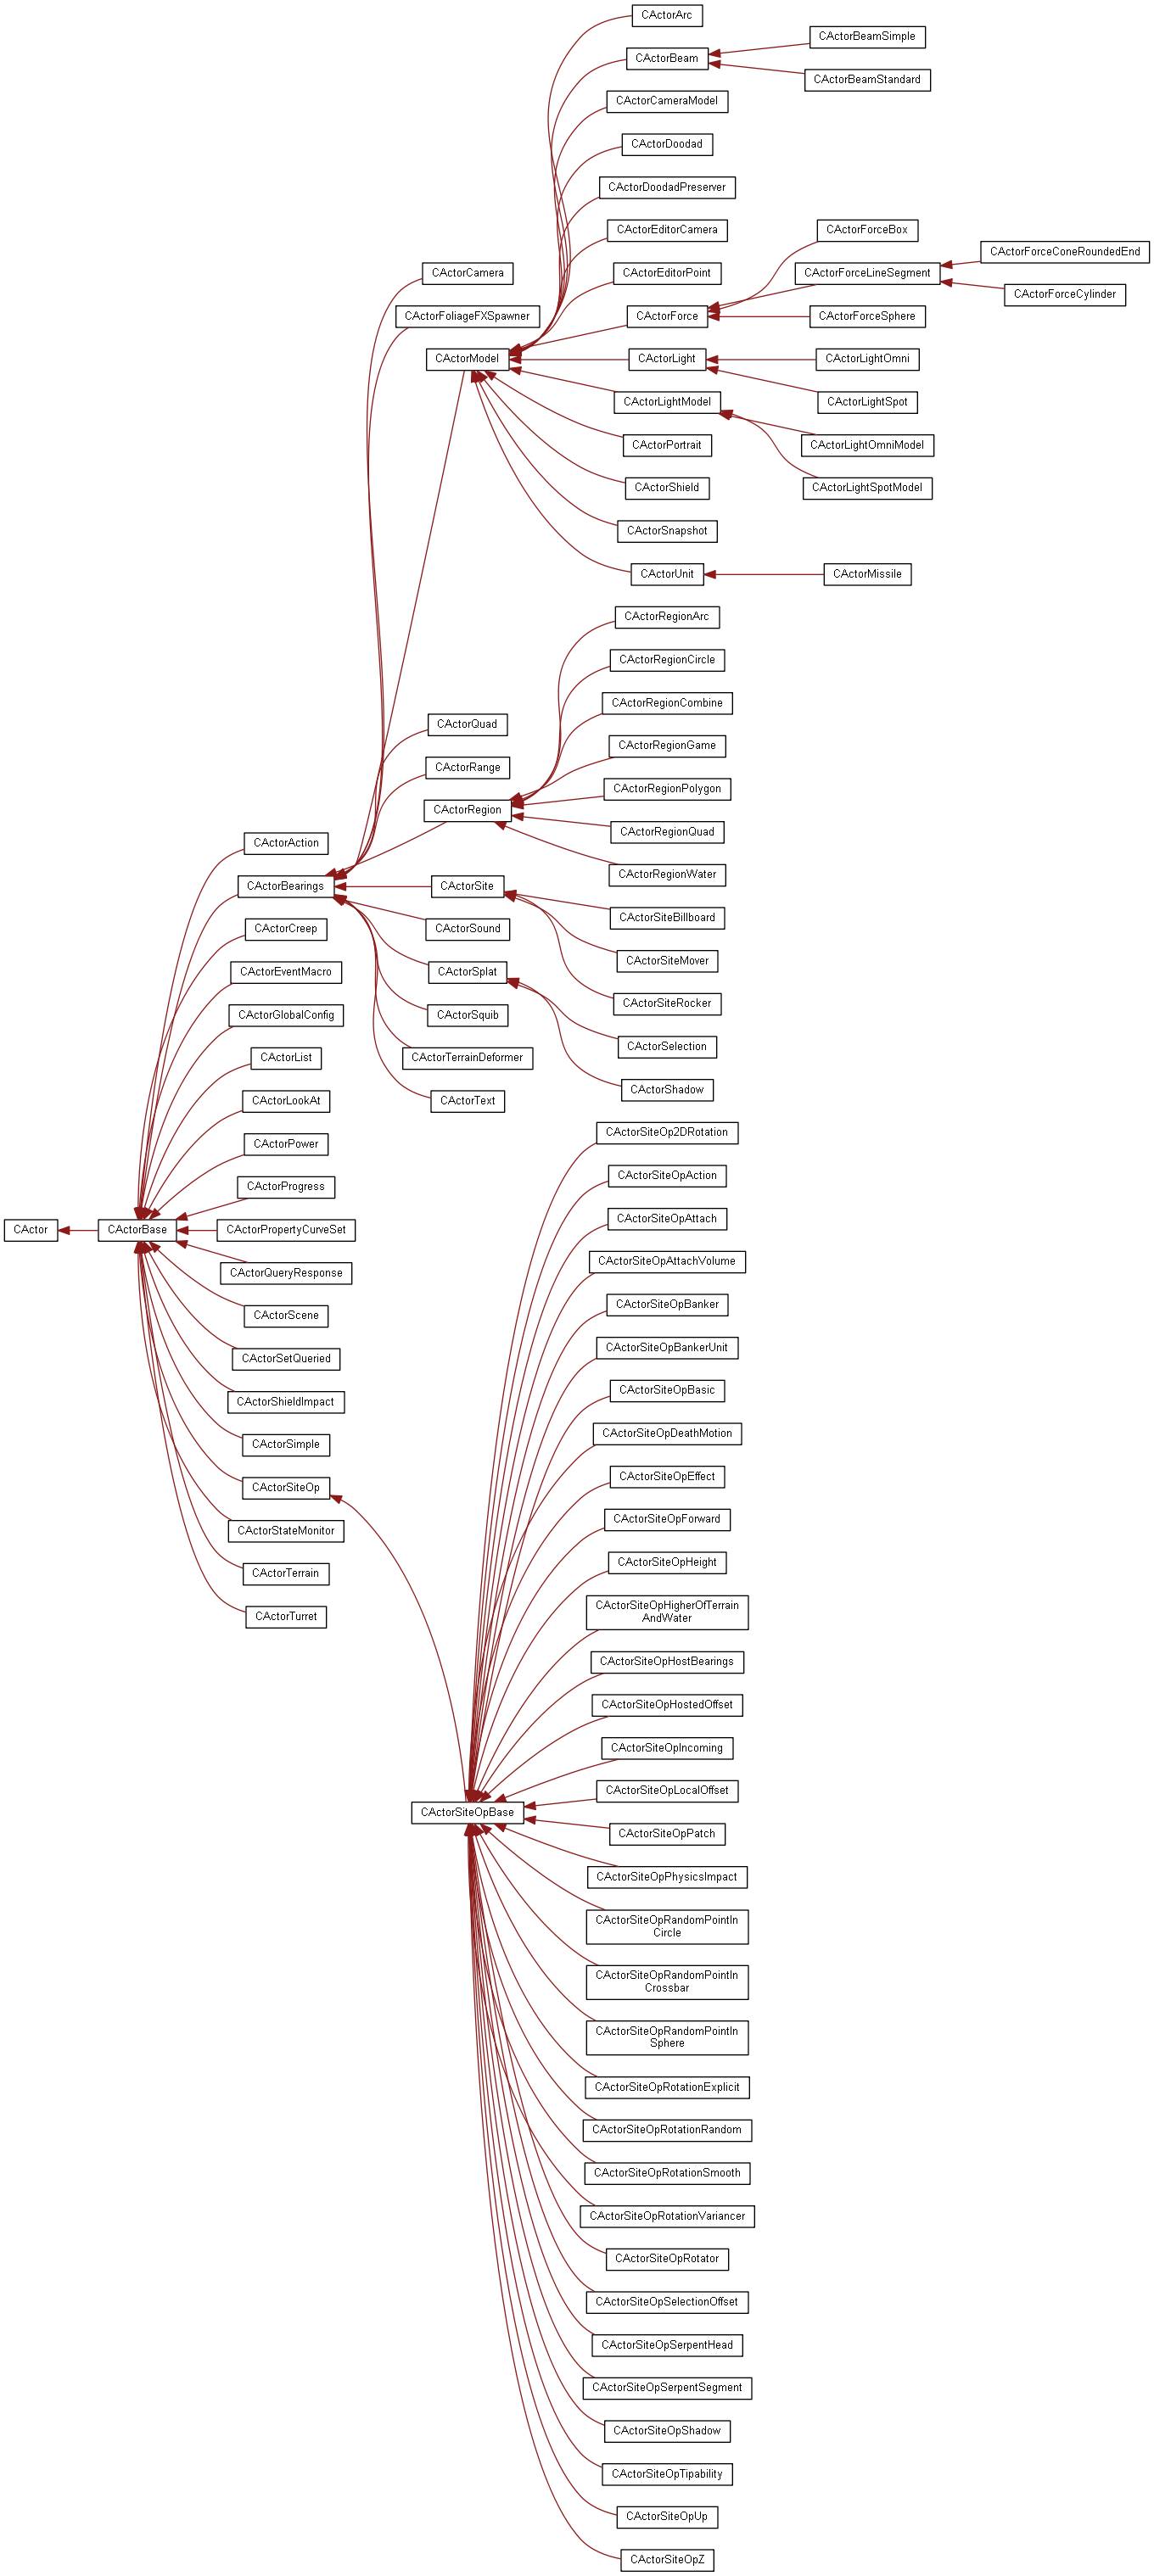 CActorArc
CActorBeamSimple
CActorBeam
CActorBeamStandard
CActorCameraModel
CActorDoodad
CActorDoodadPreserver
CActorEditorCamera
CActorForceBox
CActorForceConeRoundedEnd
CActorCamera
CActorEditorPoint
CActorForceLineSegment
CActorForceCylinder
CActorFoliageFXSpawner
CActorForce
CActorForceSphere
CActorModel
CActorLight
CActorLightOmni
CActorLightModel
CActorLightSpot
CActorPortrait
CActorLightOmniModel
CActorShield
CActorLightSpotModel
CActorSnapshot
CActorUnit
CActorMissile
CActorRegionArc
CActorRegionCircle
CActorRegionCombine
CActorQuad
CActorRegionGame
CActorRange
CActorRegionPolygon
CActorRegion
CActorRegionQuad
CActorAction
CActorRegionWater
CActorBearings
CActorSite
CActorSiteBillboard
CActorCreep
CActorSound
CActorSiteMover
CActorEventMacro
CActorSplat
CActorSiteRocker
CActorGlobalConfig
CActorSquib
CActorSelection
CActorList
CActorTerrainDeformer
CActorShadow
CActorLookAt
CActorText
CActorSiteOp2DRotation
CActorPower
CActorSiteOpAction
CActorProgress
CActorSiteOpAttach
CActor
CActorBase
CActorPropertyCurveSet
CActorSiteOpAttachVolume
CActorQueryResponse
CActorSiteOpBanker
CActorScene
CActorSiteOpBankerUnit
CActorSetQueried
CActorSiteOpBasic
CActorShieldImpact
CActorSiteOpDeathMotion
CActorSimple
CActorSiteOpEffect
CActorSiteOp
CActorSiteOpForward
CActorStateMonitor
CActorSiteOpHeight
CActorTerrain
CActorSiteOpHigherOfTerrain
AndWater
CActorTurret
CActorSiteOpHostBearings
CActorSiteOpHostedOffset
CActorSiteOpIncoming
CActorSiteOpLocalOffset
CActorSiteOpBase
CActorSiteOpPatch
CActorSiteOpPhysicsImpact
CActorSiteOpRandomPointIn
Circle
CActorSiteOpRandomPointIn
Crossbar
CActorSiteOpRandomPointIn
Sphere
CActorSiteOpRotationExplicit
CActorSiteOpRotationRandom
CActorSiteOpRotationSmooth
CActorSiteOpRotationVariancer
CActorSiteOpRotator
CActorSiteOpSelectionOffset
CActorSiteOpSerpentHead
CActorSiteOpSerpentSegment
CActorSiteOpShadow
CActorSiteOpTipability
CActorSiteOpUp
CActorSiteOpZ